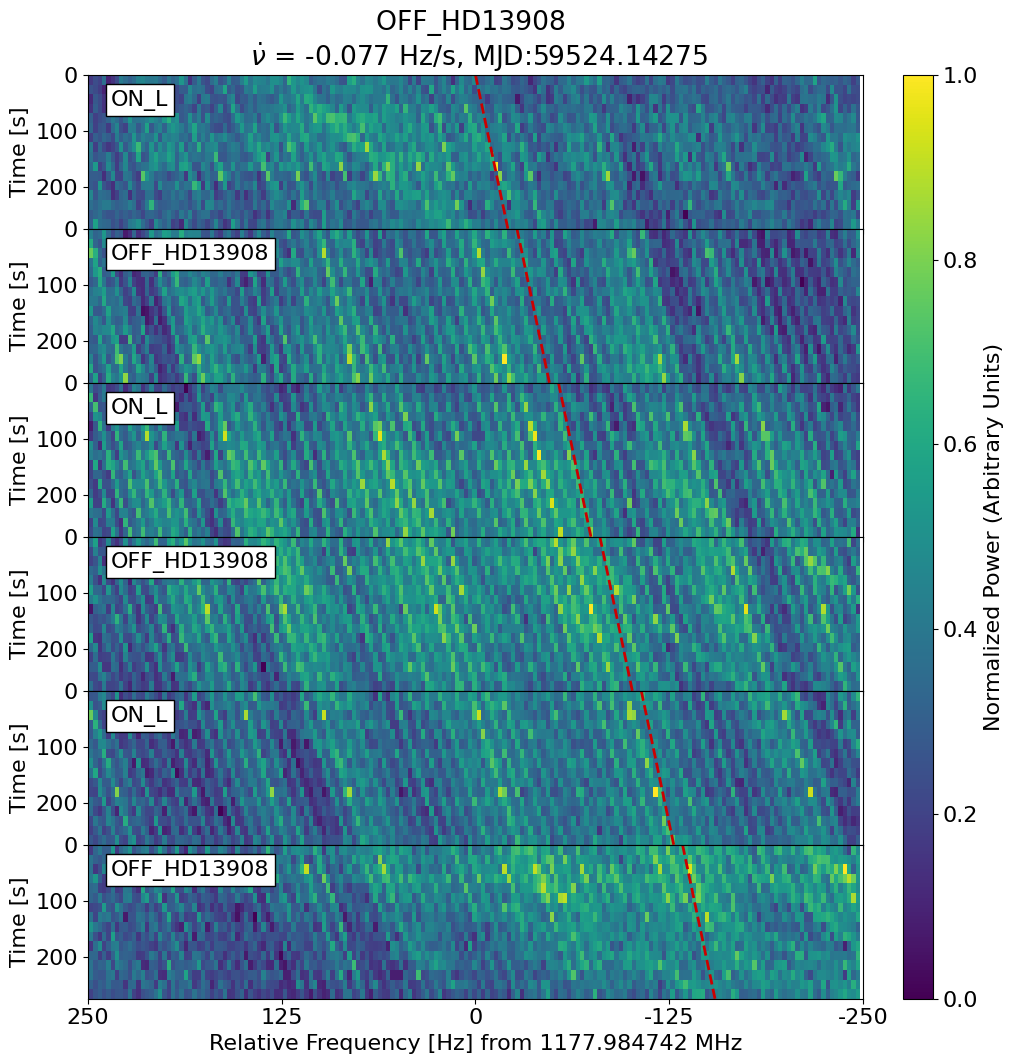 OFF_HD13908
ν̇ = -0.077 Hz/s, MJD:59524.14275
ON_L
OFF_HD13908
ON_L
OFF_HD13908
ON_L
OFF_HD13908
0
100
200
0
100
200
0
100
200
0
100
200
0
100
200
0
100
200
Time [s]
Time [s]
Time [s]
Time [s]
Time [s]
Time [s]
250
125
0
-125
-250
Relative Frequency [Hz] from 1177.984742 MHz
1.0
0.8
0.6
0.4
0.2
0.0
Normalized Power (Arbitrary Units)